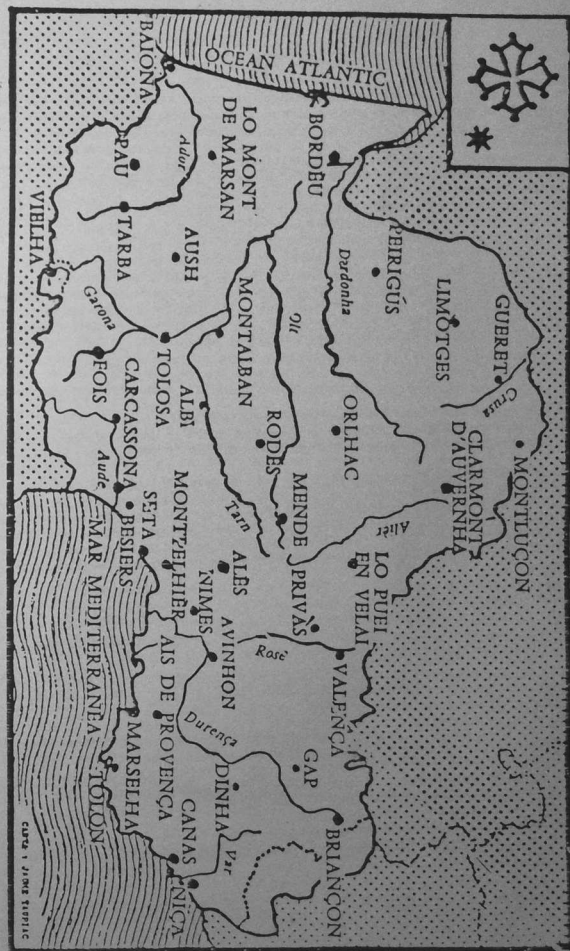 OCEAN ATLANTIC
BAIONA
BORDÈU
LO MONT
DE MARSAN
Ador
PAU
TARBA
AUSH
VIELHA
Garona
PEIRIGÚS
LIMÒTGES
GUERET
Crusa
MONTLUÇON
CLARMONT
D'AUVERNHA
Durdonha
Olt
ORLHAC
MONTALBAN
TOLOSA
ALBI
RODÉS
Tarn
MENDE
Alièr
LO PUEI
EN VELAI
FOIS
CARCASSONA
Aude
BESIERS
SETA
MONTPELHIÈR
NIMES
ALÈS
PRIVÀS
AVINHON
Rose
VALENÇA
AIS DE PROVENÇA
Durença
DINHA
GAP
BRIANÇON
MARSELHA
TOLON
CANAS
Var
NIÇA
MAR MEDITERRANEA